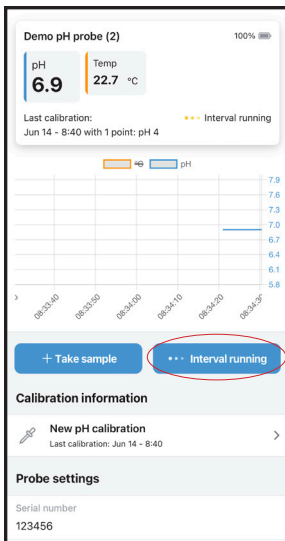 Demo pH probe (2)
100%
pH
6.9
Temp
22.7 °C
Last calibration:
Interval running
Jun 14 - 8:40 with 1 point: pH 4
°C
pH
7.9
7.6
7.3
7.0
6.7
6.4
6.1
5.8
08:33:40
08:33:50
08:34:00
08:34:10
08:34:20
+ Take sample
Interval running
Calibration information
New pH calibration
Last calibration: Jun 14 - 8:40
Probe settings
Serial number
123456